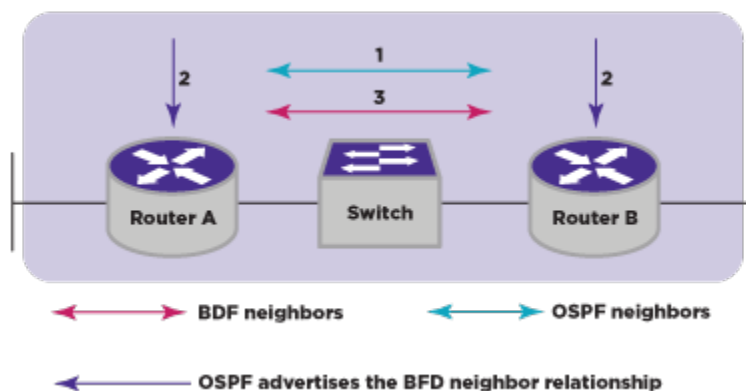 1
2
2
3
Router A
Switch
Router B
BDF neighbors
OSPF neighbors
OSPF advertises the BFD neighbor relationship